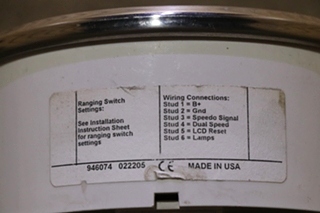 Ranging Switch
Settings:
See Installation
Instruction Sheet
for ranging switch
settings
Wiring Connections:
Stud 1 = B+
Stud 2 = Gnd
Stud 3 = Speedo Signal
Stud 4 = Dual Speed
Stud 5 = LCD Reset
Stud 6 = Lamps
946074 022205 CE MADE IN USA